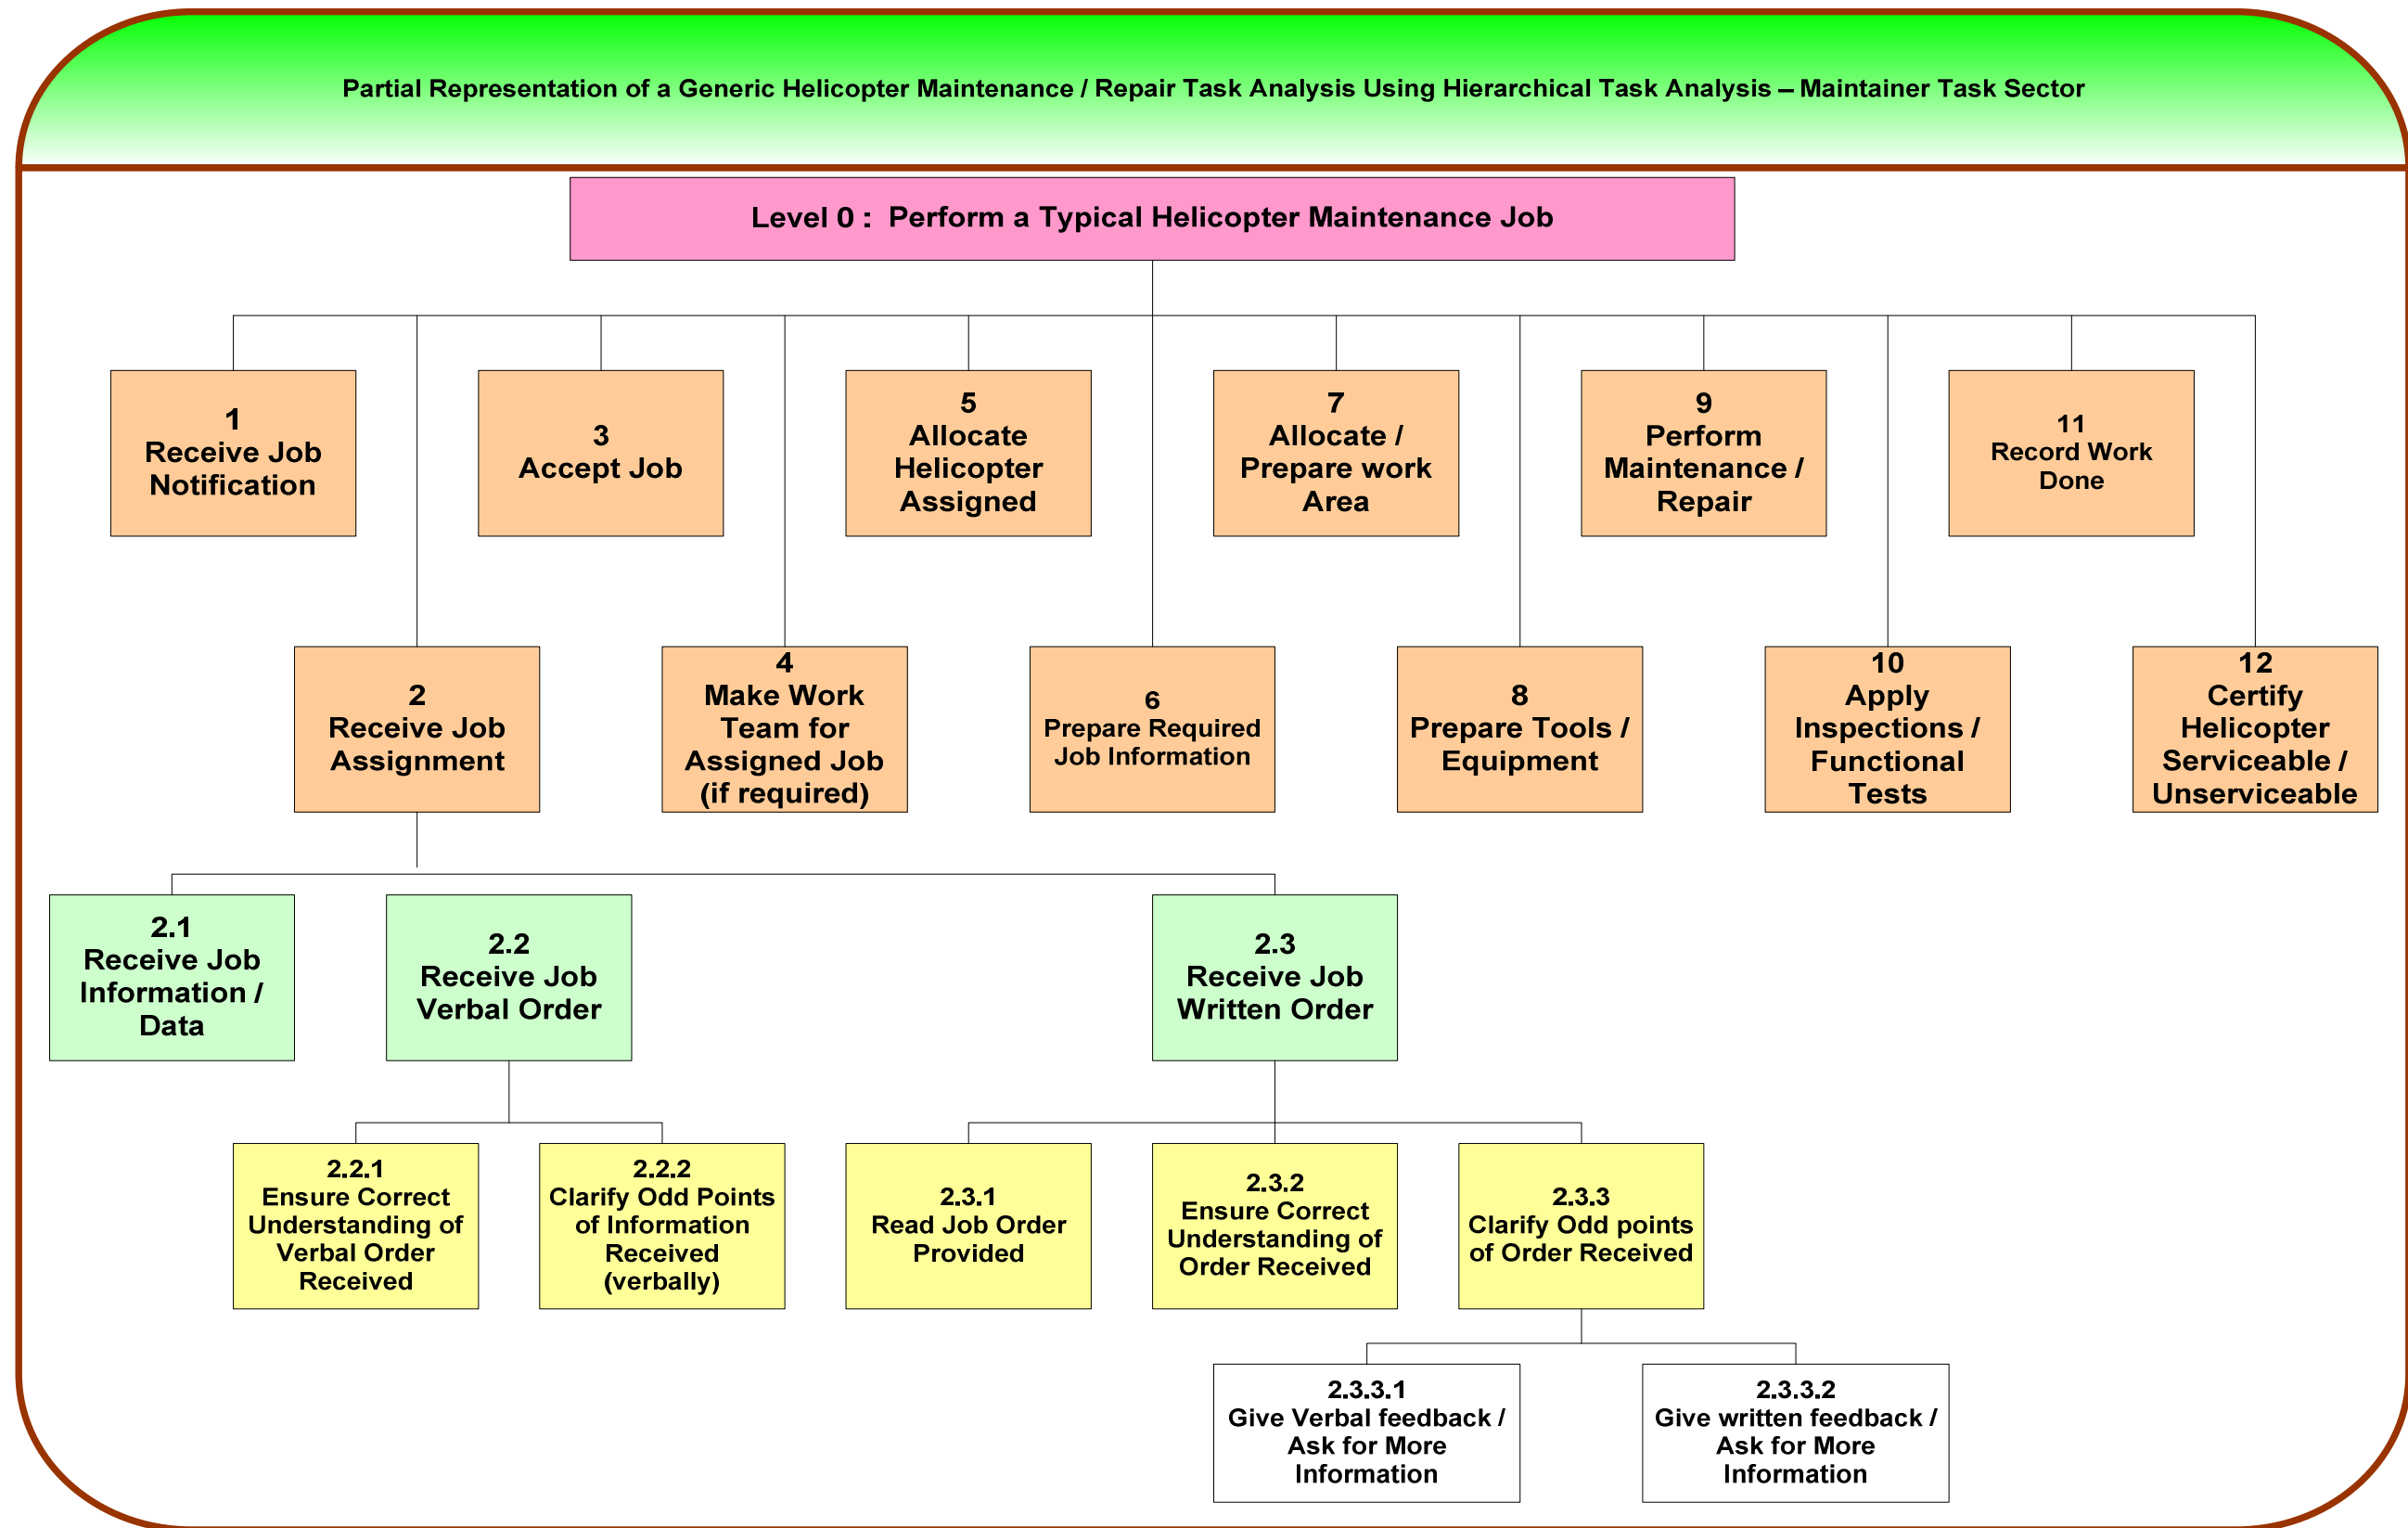 Partial Representation of a Generic Helicopter Maintenance / Repair Task Analysis Using Hierarchical Task Analysis – Maintainer Task Sector
Level 0 :  Perform a Typical Helicopter Maintenance Job
1
Receive Job
Notification
3
Accept Job
5
Allocate
Helicopter
Assigned
7
Allocate /
Prepare work
Area
9
Perform
Maintenance /
Repair
11
Record Work
Done
2
Receive Job
Assignment
4
Make Work
Team for
Assigned Job
(if required)
6
Prepare Required
Job Information
8
Prepare Tools /
Equipment
10
Apply
Inspections /
Functional
Tests
12
Certify
Helicopter
Serviceable /
Unserviceable
2.1
Receive Job
Information /
Data
2.2
Receive Job
Verbal Order
2.3
Receive Job
Written Order
2.2.1
Ensure Correct
Understanding of
Verbal Order
Received
2.2.2
Clarify Odd Points
of Information
Received
(verbally)
2.3.1
Read Job Order
Provided
2.3.2
Ensure Correct
Understanding of
Order Received
2.3.3
Clarify Odd points
of Order Received
2.3.3.1
Give Verbal feedback /
Ask for More
Information
2.3.3.2
Give written feedback /
Ask for More
Information